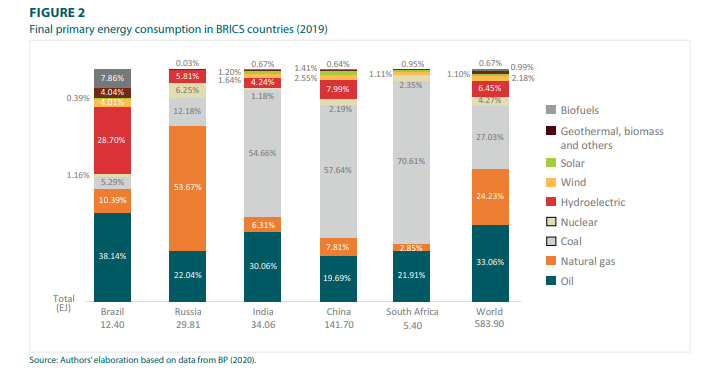 FIGURE 2
Final primary energy consumption in BRICS countries (2019)
0.03% 0.67% 0.64% 0.95% 0.67%
7.86% 5.81% 1.20% 1.41% 1.11% 1.10% 0.99%
4.04% 6.25% 1.64% 4.24% 2.55% 7.99% 2.35% 6.45% 2.18%
0.39% 4.01% 12.18% 1.18% 2.19% 4.27%
28.70% 54.66% 57.64% 70.61% 27.03%
1.16% 5.29% 53.67%
10.39% 6.31% 7.81% 2.85% 24.23%
38.14% 22.04% 30.06% 19.69% 21.91% 33.06%
Biofuels
Geothermal, biomass
and others
Solar
Wind
Hydroelectric
Nuclear
Coal
Natural gas
Oil
Total
(EJ)
Brazil Russia India China South Africa World
12.40 29.81 34.06 141.70 5.40 583.90
Source: Authors' elaboration based on data from BP (2020).